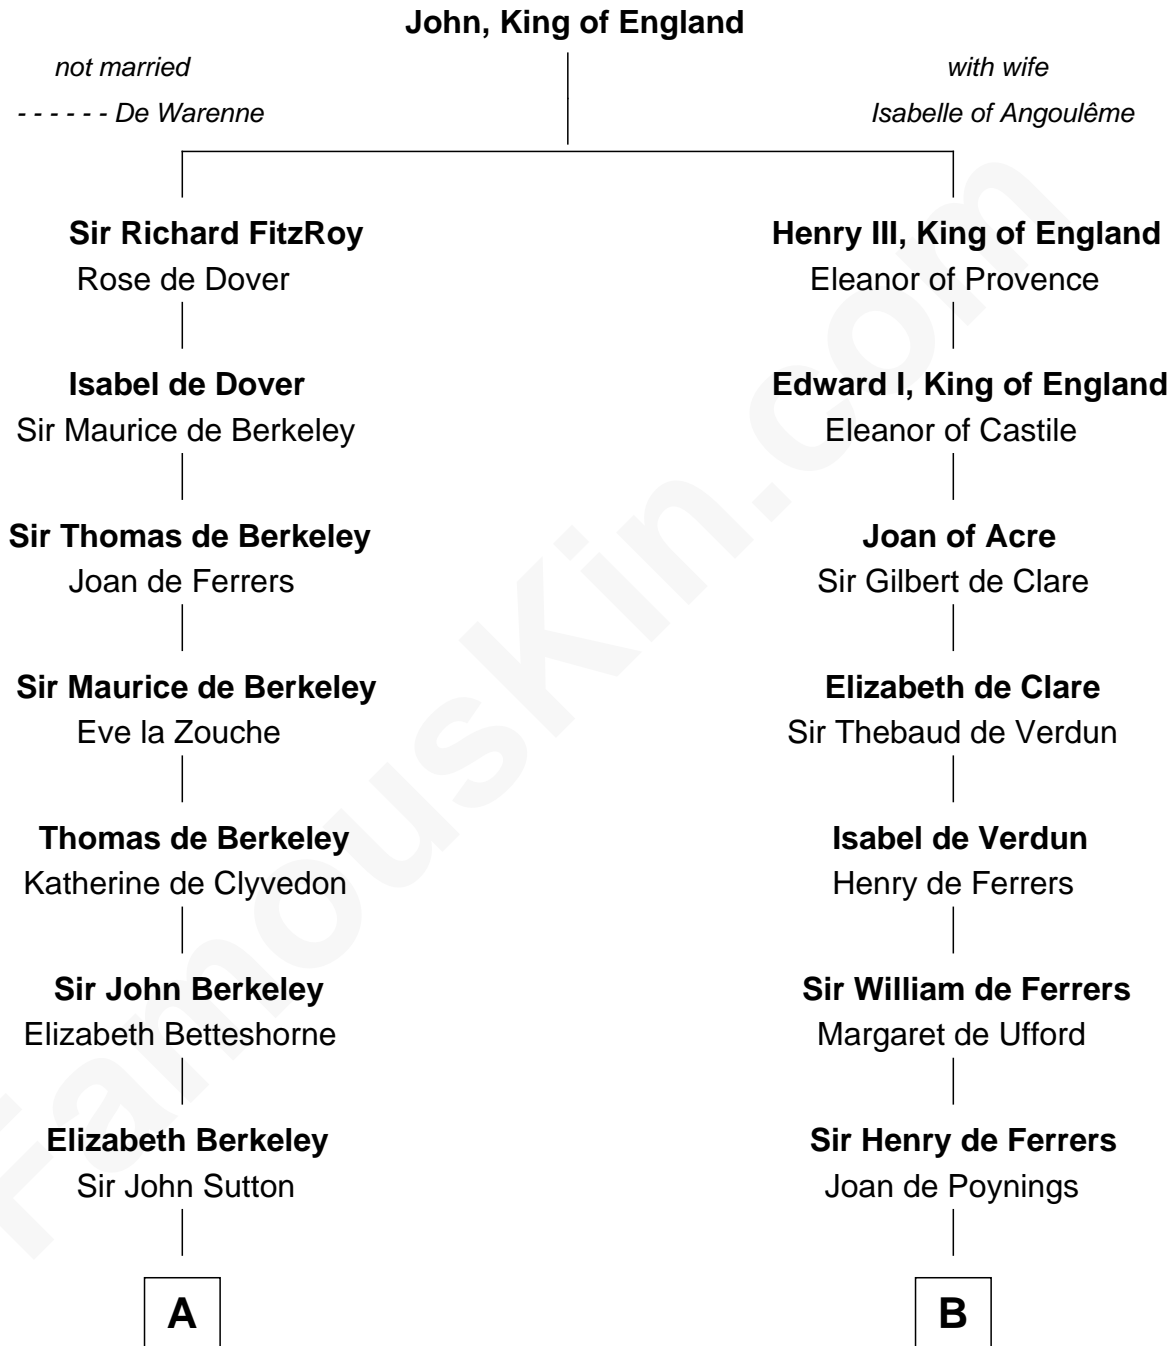 John, King of England
not married
- - - - - - De Warenne
with wife
Isabelle of Angoulême
Sir Richard FitzRoy
Rose de Dover
Isabel de Dover
Sir Maurice de Berkeley
Sir Thomas de Berkeley
Joan de Ferrers
Sir Maurice de Berkeley
Eve la Zouche
Thomas de Berkeley
Katherine de Clyvedon
Sir John Berkeley
Elizabeth Betteshorne
Elizabeth Berkeley
Sir John Sutton
A
Henry III, King of England
Eleanor of Provence
Edward I, King of England
Eleanor of Castile
Joan of Acre
Sir Gilbert de Clare
Elizabeth de Clare
Sir Thebaud de Verdun
Isabel de Verdun
Henry de Ferrers
Sir William de Ferrers
Margaret de Ufford
Sir Henry de Ferrers
Joan de Poynings
B
FamousKin.com